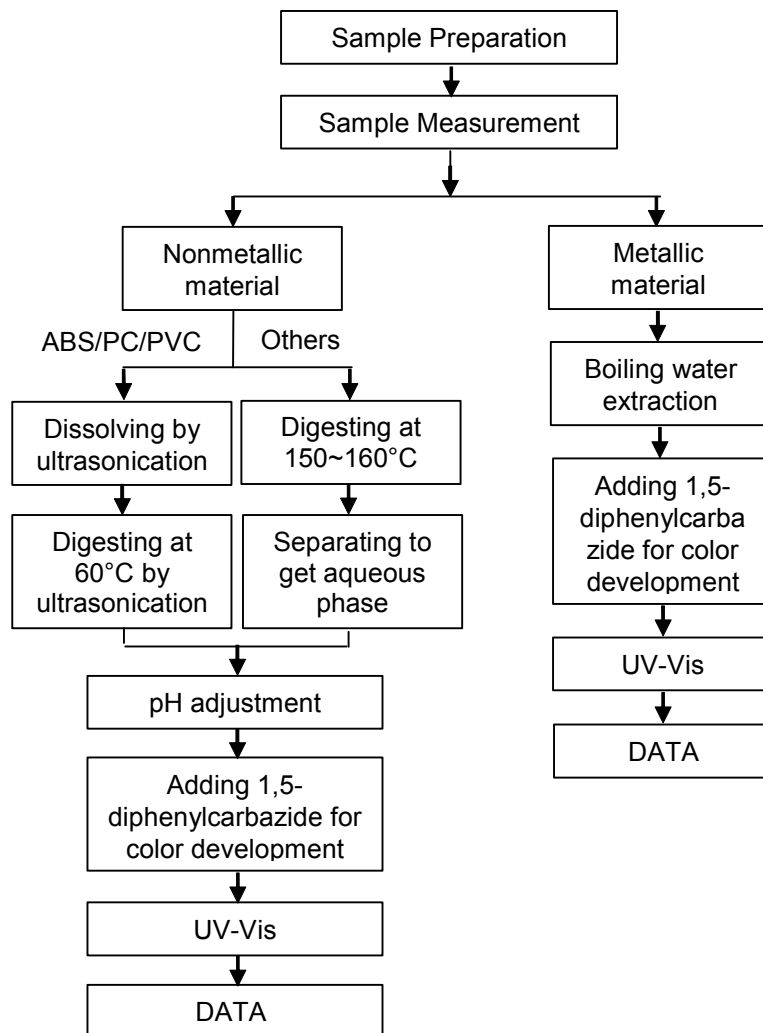 Sample Preparation
Sample Measurement
Nonmetallic
material
ABS/PC/PVC
Others
Dissolving by
ultrasonication
Digesting at
150~160°C
Digesting at
60°C by
ultrasonication
Separating to
get aqueous
phase
pH adjustment
Adding 1,5-
diphenylcarbazide for
color development
UV-Vis
DATA
Metallic
material
Boiling water
extraction
Adding 1,5-
diphenylcarba
zide for color
development
UV-Vis
DATA